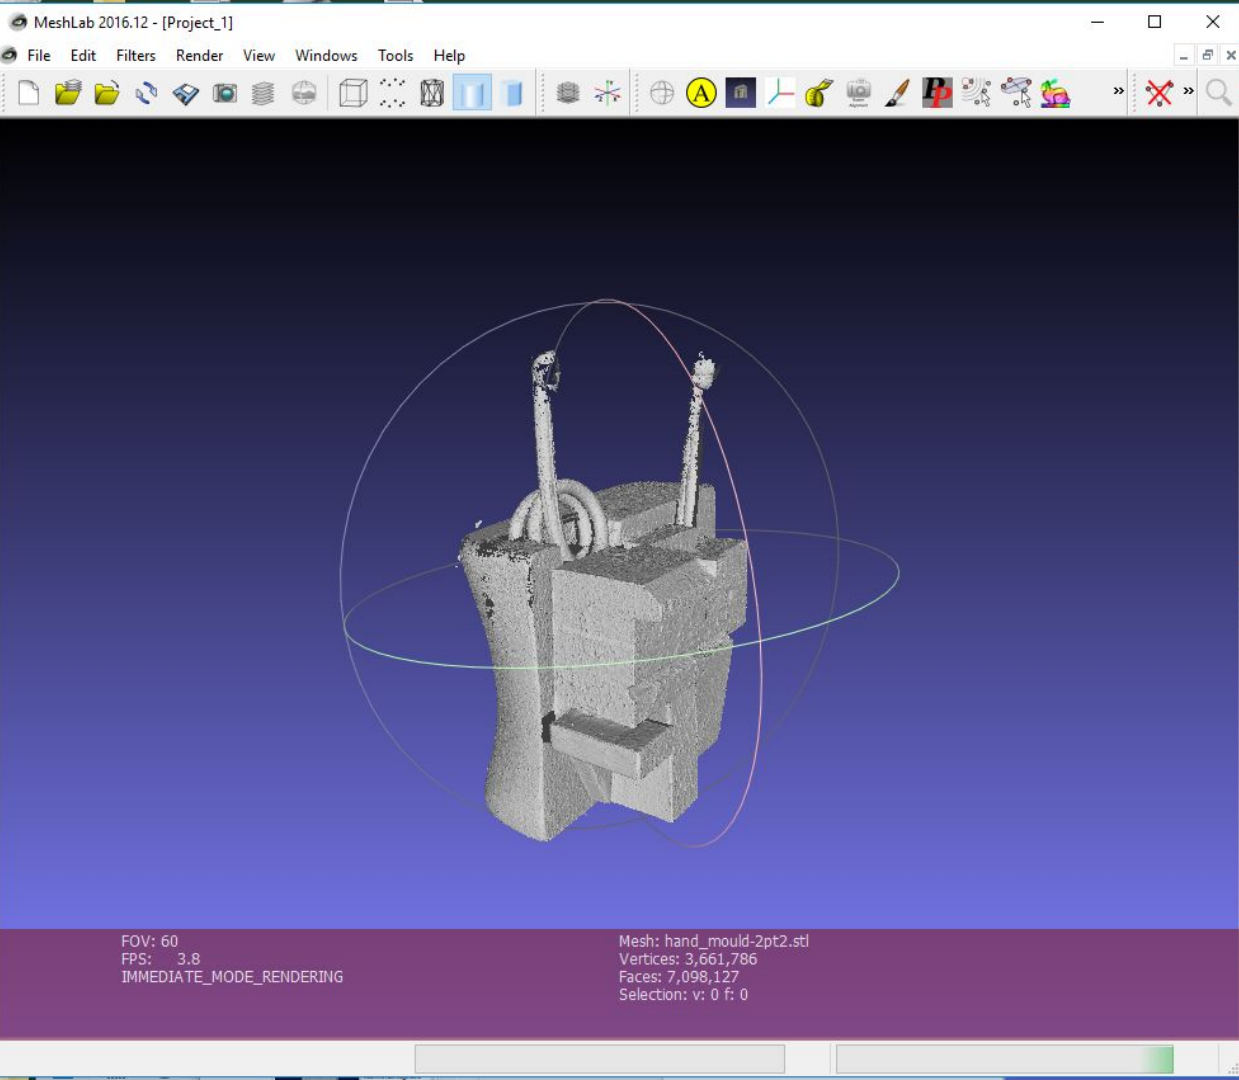 MeshLab 2016.12 - [Project_1]
File Edit Filters Render View Windows Tools Help
A PP » »
FOV: 60
FPS: 3.8
IMMEDIATE_MODE_RENDERING
Mesh: hand_mould-2pt2.stl
Vertices: 3,661,786
Faces: 7,098,127
Selection: v: 0 f: 0